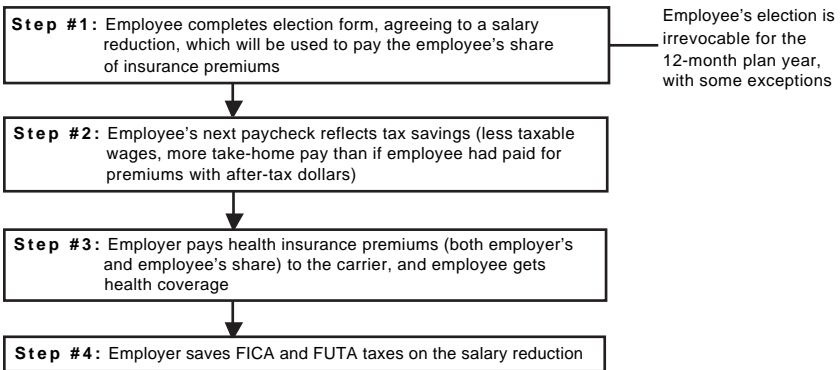 Step #1: Employee completes election form, agreeing to a salary
reduction, which will be used to pay the employee's share
of insurance premiums
Employee's election is
irrevocable for the
12-month plan year,
with some exceptions
Step #2: Employee's next paycheck reflects tax savings (less taxable
wages, more take-home pay than if employee had paid for
premiums with after-tax dollars)
Step #3: Employer pays health insurance premiums (both employer's
and employee's share) to the carrier, and employee gets
health coverage
Step #4: Employer saves FICA and FUTA taxes on the salary reduction